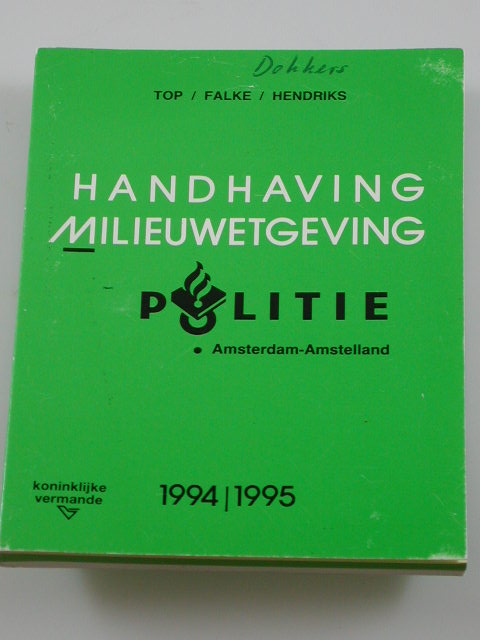 Dokkers
TOP / FALKE / HENDRIKS
HANDHAVING
MILIEUWETGEVING
POLITIE
Amsterdam-Amstelland
koninklijke
vermande
1994|1995